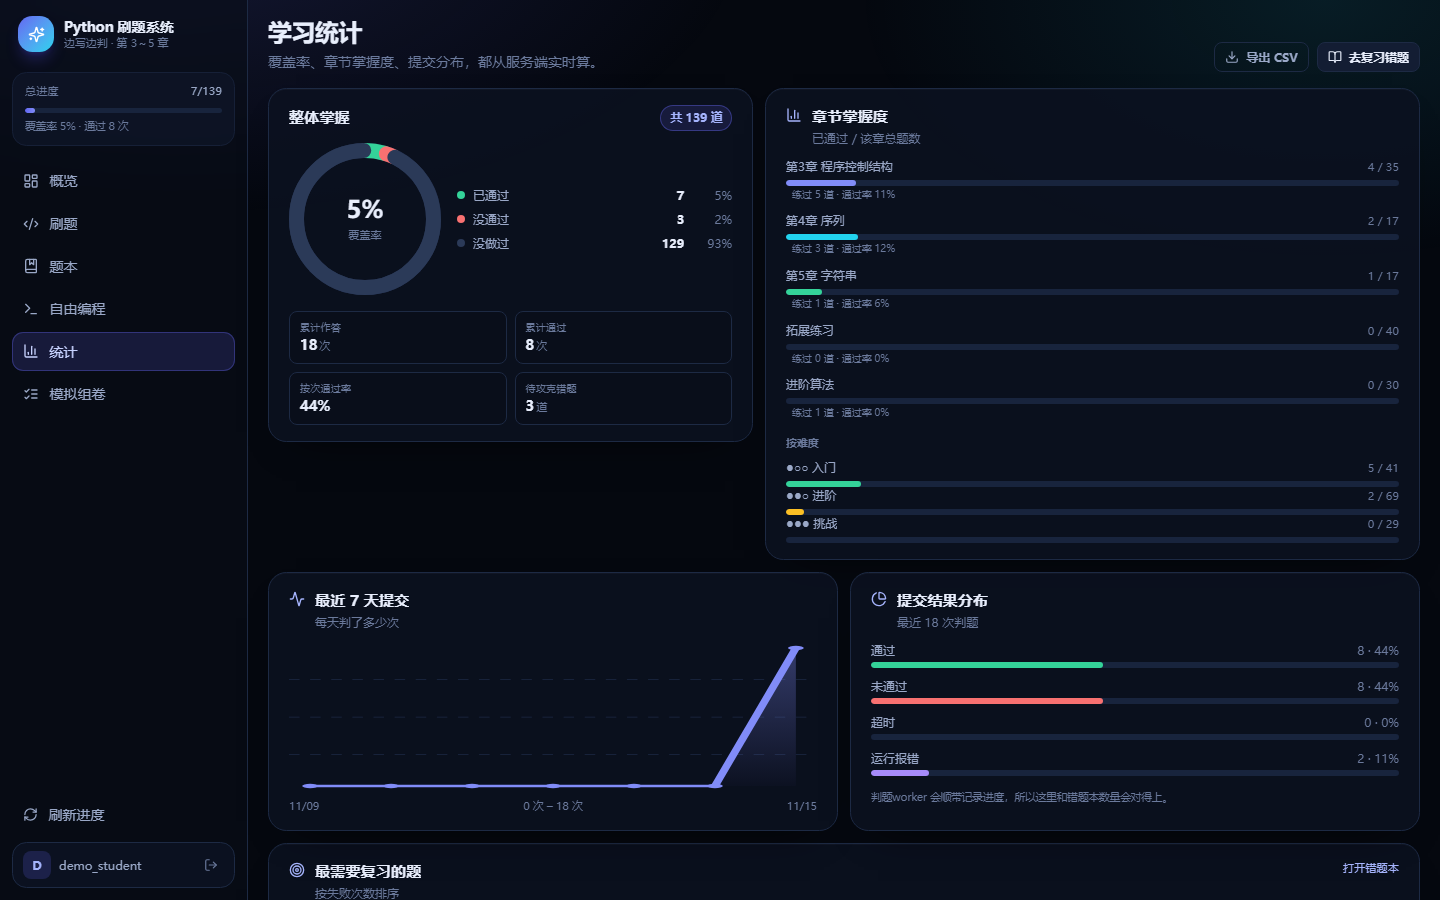 Python 刷题系统
边写边判 · 第 3 ~ 5 章
总进度 7/139
覆盖率 5% · 通过 8 次
概览
刷题
题本
自由编程
统计
模拟组卷
刷新进度
D demo_student
学习统计
覆盖率、章节掌握度、提交分布，都从服务端实时算。
导出 CSV
去复习错题
整体掌握 共 139 道
5%
覆盖率
已通过 7 5%
没通过 3 2%
没做过 129 93%
累计作答
18 次
累计通过
8 次
按次通过率
44%
待攻克错题
3 道
章节掌握度
已通过 / 该章总题数
第3章 程序控制结构 4 / 35
练过 5 道 · 通过率 11%
第4章 序列 2 / 17
练过 3 道 · 通过率 12%
第5章 字符串 1 / 17
练过 1 道 · 通过率 6%
拓展练习 0 / 40
练过 0 道 · 通过率 0%
进阶算法 0 / 30
练过 1 道 · 通过率 0%
按难度
●○○ 入门 5 / 41
●●○ 进阶 2 / 69
●●● 挑战 0 / 29
最近 7 天提交
每天判了多少次
11/09 0 次 – 18 次 11/15
提交结果分布
最近 18 次判题
通过 8 · 44%
未通过 8 · 44%
超时 0 · 0%
运行报错 2 · 11%
判题worker 会顺带记录进度，所以这里和错题本数量会对得上。
最需要复习的题 打开错题本
按失败次数排序